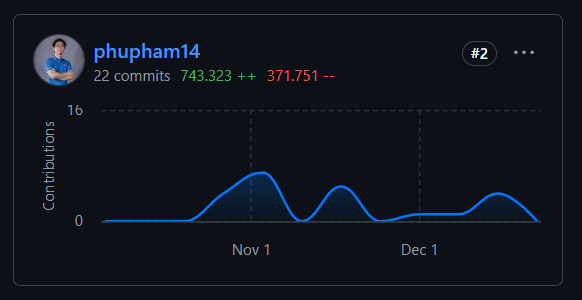 phupham14
#2
22 commits 743.323 ++ 371.751 --
16
Contributions
0
Nov 1 Dec 1